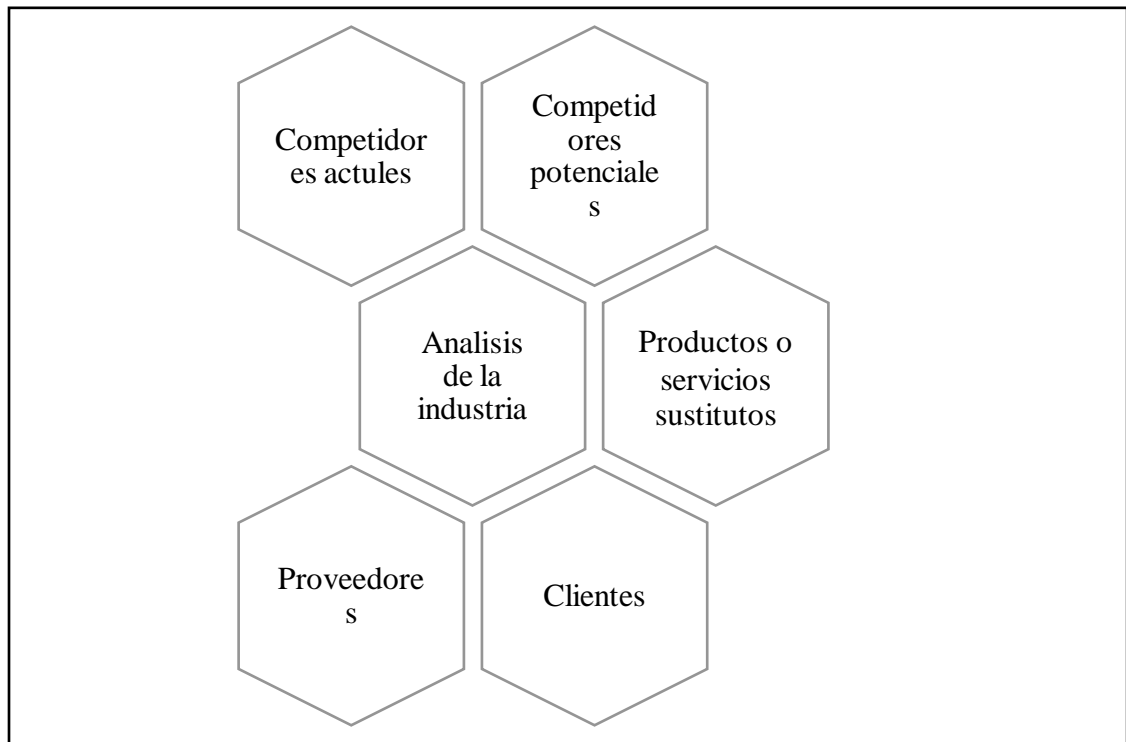 Competidor
es actules
Competid
ores
potenciale
s
Analisis
de la
industria
Productos o
servicios
sustitutos
Proveedore
s
Clientes